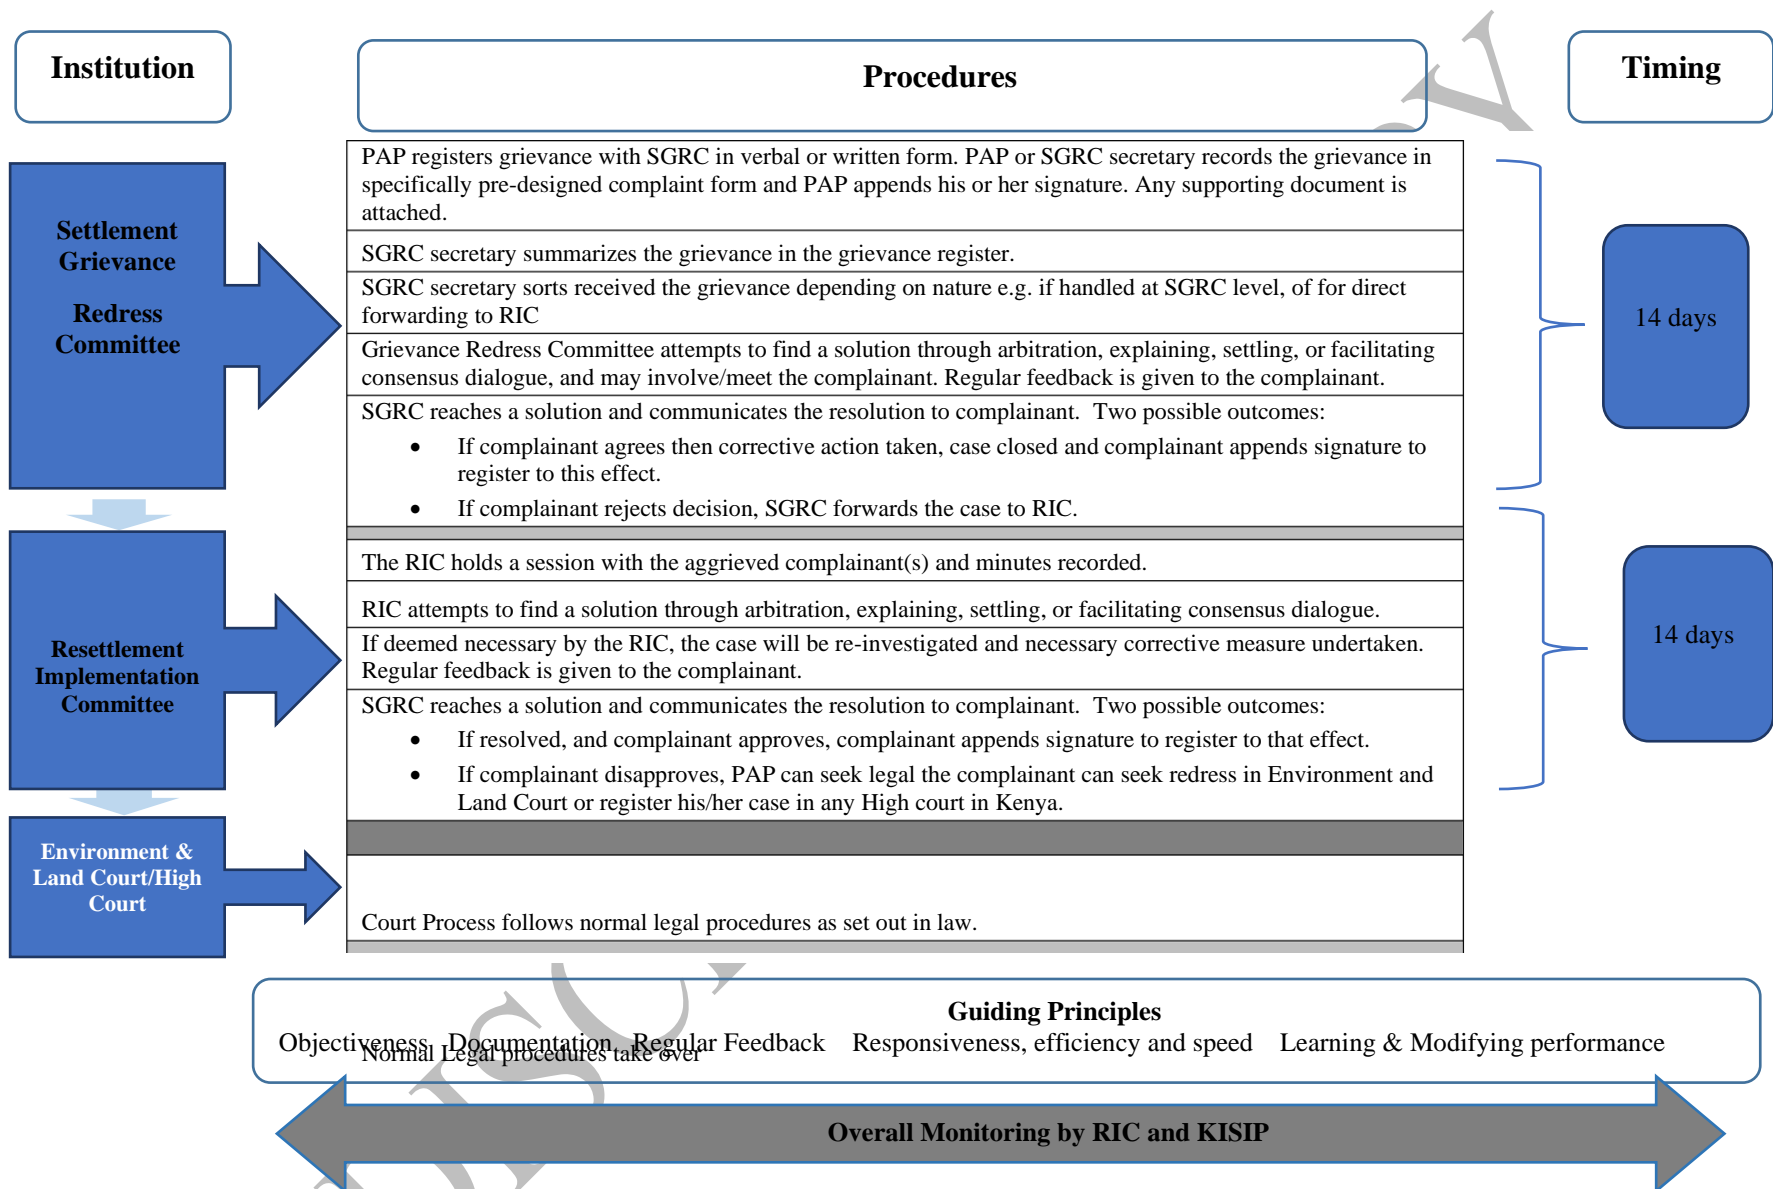 Institution
Procedures
Timing
Settlement
Grievance
Redress
Committee
PAP registers grievance with SGRC in verbal or written form. PAP or SGRC secretary records the grievance in
specifically pre-designed complaint form and PAP appends his or her signature. Any supporting document is
attached.
SGRC secretary summarizes the grievance in the grievance register.
SGRC secretary sorts received the grievance depending on nature e.g. if handled at SGRC level, of for direct
forwarding to RIC
Grievance Redress Committee attempts to find a solution through arbitration, explaining, settling, or facilitating
consensus dialogue, and may involve/meet the complainant. Regular feedback is given to the complainant.
SGRC reaches a solution and communicates the resolution to complainant.  Two possible outcomes:
• If complainant agrees then corrective action taken, case closed and complainant appends signature to
register to this effect.
• If complainant rejects decision, SGRC forwards the case to RIC.
14 days
Resettlement
Implementation
Committee
The RIC holds a session with the aggrieved complainant(s) and minutes recorded.
RIC attempts to find a solution through arbitration, explaining, settling, or facilitating consensus dialogue.
If deemed necessary by the RIC, the case will be re-investigated and necessary corrective measure undertaken.
Regular feedback is given to the complainant.
SGRC reaches a solution and communicates the resolution to complainant.  Two possible outcomes:
• If resolved, and complainant approves, complainant appends signature to register to that effect.
• If complainant disapproves, PAP can seek legal the complainant can seek redress in Environment and
Land Court or register his/her case in any High court in Kenya.
14 days
Environment &
Land Court/High
Court
Court Process follows normal legal procedures as set out in law.
Guiding Principles
Objectiveness   Documentation   Regular Feedback   Responsiveness, efficiency and speed   Learning & Modifying performance
Normal Legal procedures take over
Overall Monitoring by RIC and KISIP